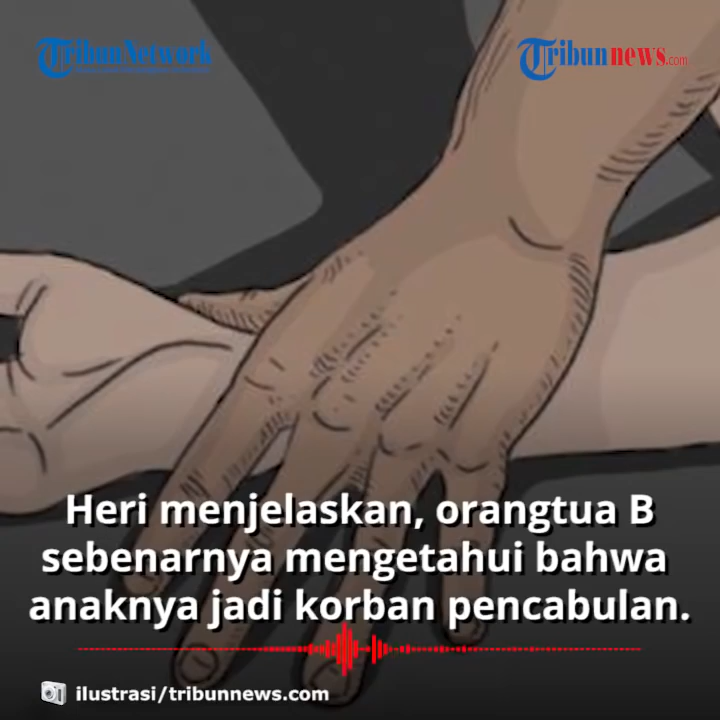 TribunNetwork
Tribunnews.com
Heri menjelaskan, orangtua B
sebenarnya mengetahui bahwa
anaknya jadi korban pencabulan.
ilustrasi/tribunnews.com